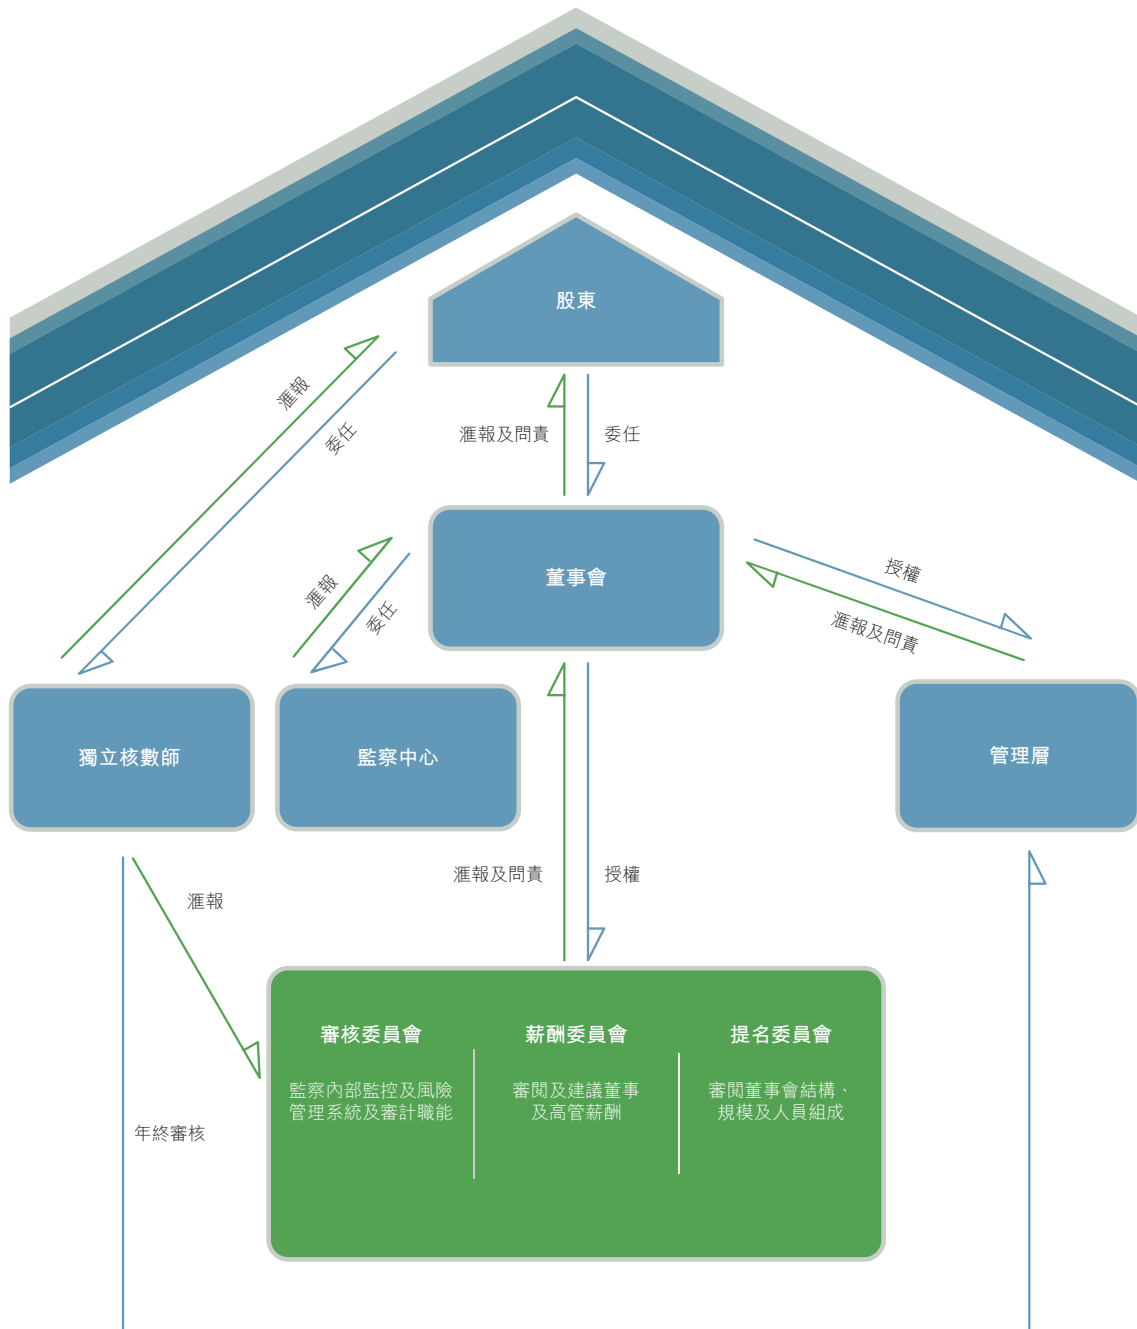 股東
滙報
委任
滙報及問責
委任
董事會
滙報
委任
授權
滙報及問責
獨立核數師
監察中心
管理層
滙報
滙報及問責
授權
審核委員會
監察內部監控及風險
管理系統及審計職能
薪酬委員會
審閱及建議董事
及高管薪酬
提名委員會
審閱董事會結構、
規模及人員組成
年終審核